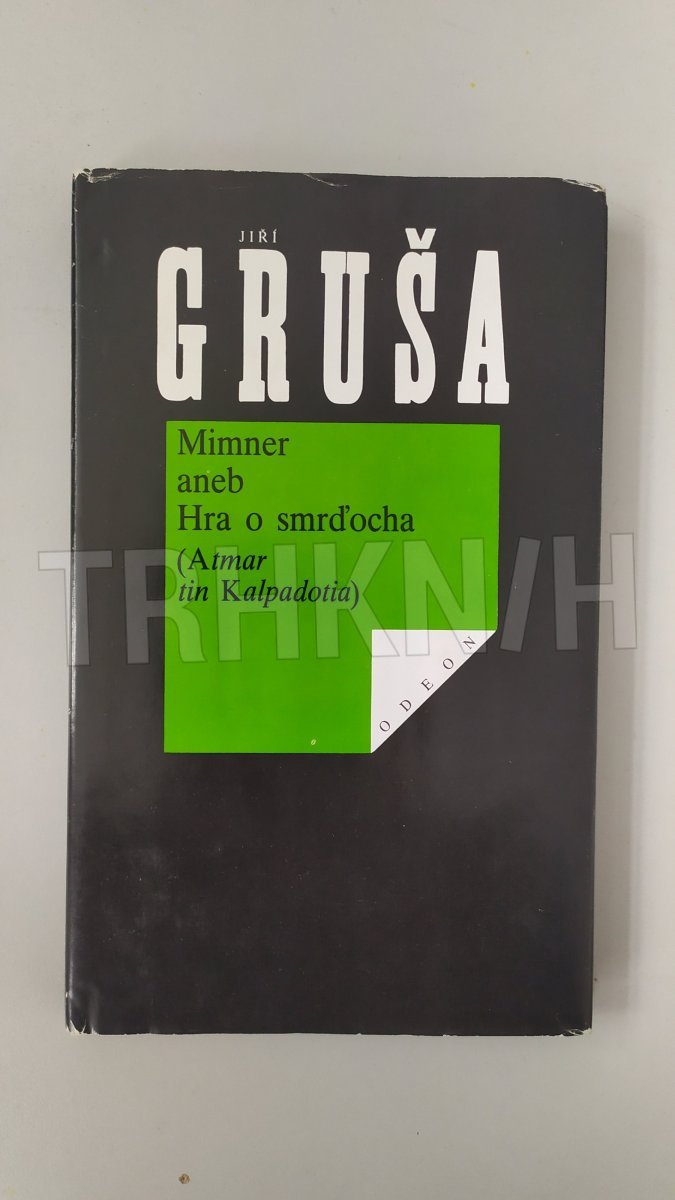 JIŘÍ
GRUŠA
Mimner
aneb
Hra o smrďocha
(Atmar
tin Kalpadotia)
ODEON
TRHKNIH